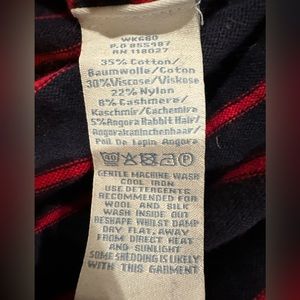 WK660
P.O 855987
RN 118027
35% Cotton/
Baumwolle/Coton
30%Viscose/Viskose
22% Nylon
8% Cashmere/
Kaschmir/Cachemire
5%Angora Rabbit Hair/
Angorakaninchenhaar/
Poil De Lapin Angora
GENTLE MACHINE WASH
COOL IRON
USE DETERGENTS
RECOMMENDED FOR
WOOL AND SILK
WASH INSIDE OUT
RESHAPE WHILST DAMP
DRY FLAT, AWAY
FROM DIRECT HEAT
AND SUNLIGHT
SOME SHEDDING IS LIKELY
WITH THIS GARMENT